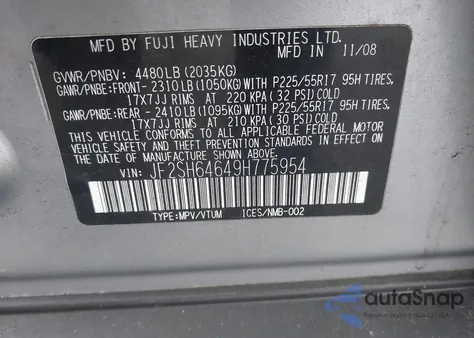 MFD BY FUJI HEAVY INDUSTRIES LTD.
GVWR/PNBV: 4480LB(2035KG) DATE: MADE IN 11/08
GAWR/PNBE: FRONT- 2310LB(1050KG) WITH P225/55R17 95H TIRES,
17X7JJ RIMS AT 220 KPA(32 PSI)COLD
GAWR/PNBE: REAR - 2410LB(1095KG) WITH P225/55R17 95H TIRES,
17X7JJ RIMS AT 210 KPA(30 PSI)COLD
THIS VEHICLE CONFORMS TO ALL APPLICABLE FEDERAL MOTOR
VEHICLE SAFETY STANDARDS IN EFFECT ON THE DATE OF
MANUFACTURE SHOWN ABOVE.
VIN: JF2SH64649H775954
TYPE:MPV/VTUM ICES/NMB-002
autoSnap